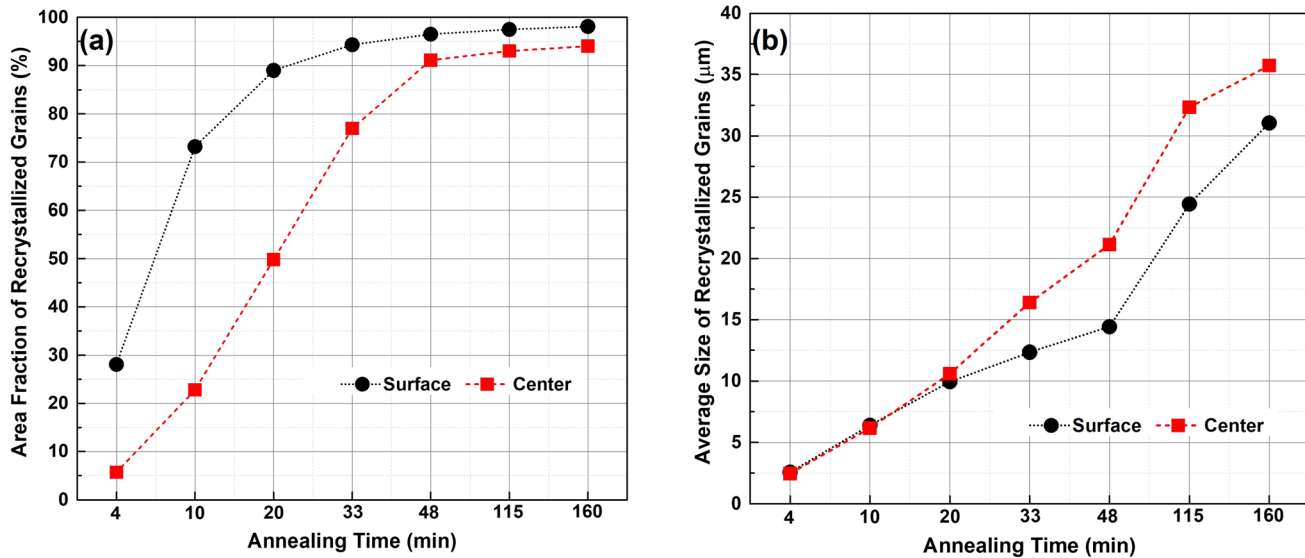 (a)
Area Fraction of Recrystallized Grains (%)
100
90
80
70
60
50
40
30
20
10
0
Surface Center
4 10 20 33 48 115 160
Annealing Time (min)
(b)
Average Size of Recrystallized Grains (μm)
40
35
30
25
20
15
10
5
0
Surface Center
4 10 20 33 48 115 160
Annealing Time (min)